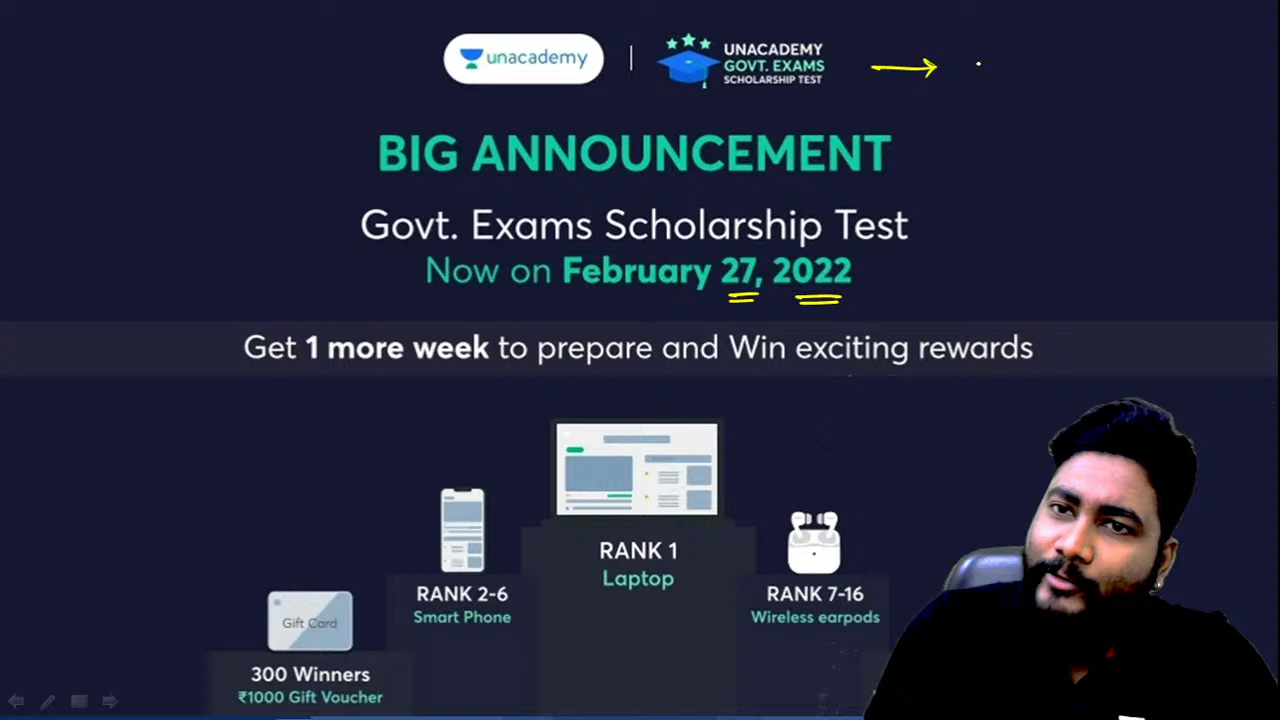 unacademy
UNACADEMY
GOVT. EXAMS
SCHOLARSHIP TEST
BIG ANNOUNCEMENT
Govt. Exams Scholarship Test
Now on February 27, 2022
Get 1 more week to prepare and Win exciting rewards
RANK 1
Laptop
RANK 2-6
Smart Phone
RANK 7-16
Wireless earpods
Gift Card
300 Winners
₹1000 Gift Voucher